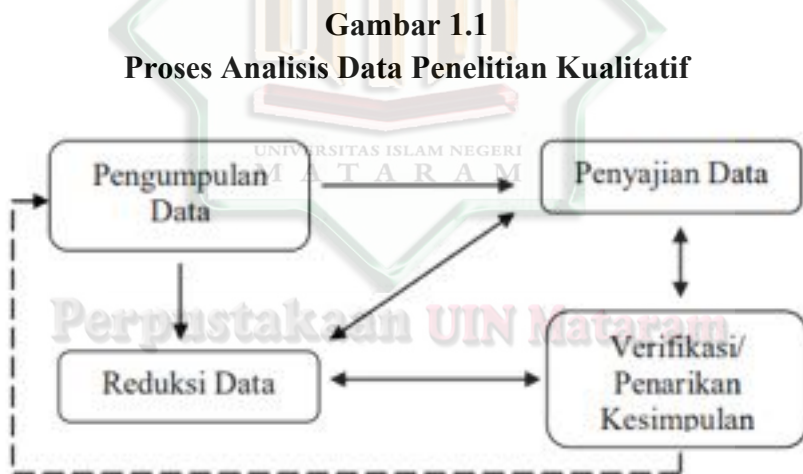 Gambar 1.1
Proses Analisis Data Penelitian Kualitatif
UNIVERSITAS ISLAM NEGERI
MATARAM
Pengumpulan
Data
Penyajian Data
Perpustakaan UIN Mataram
Reduksi Data
Verifikasi/
Penarikan
Kesimpulan